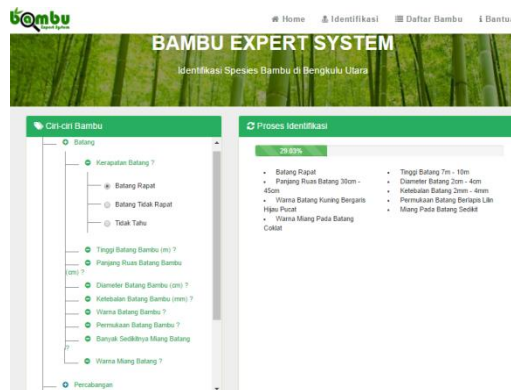 bambu
Expert System
Home
Identifikasi
Daftar Bambu
Bantu
BAMBU EXPERT SYSTEM
Identifikasi Spesies Bambu di Bengkulu Utara
Ciri-ciri Bambu
Batang
Kerapatan Batang ?
Batang Rapat
Batang Tidak Rapat
Tidak Tahu
Tinggi Batang Bambu (m) ?
Panjang Ruas Batang Bambu
(cm) ?
Diameter Batang Bambu (cm) ?
Ketebalan Batang Bambu (mm) ?
Warna Batang Bambu ?
Permukaan Batang Bambu ?
Banyak Sedikitnya Miang Batang
?
Warna Miang Batang ?
Percabangan
Proses Identifikasi
29.03%
Batang Rapat
Panjang Ruas Batang 30cm -
45cm
Warna Batang Kuning Bergaris
Hijau Pucat
Warna Miang Pada Batang
Coklat
Tinggi Batang 7m - 10m
Diameter Batang 2cm - 4cm
Ketebalan Batang 2mm - 4mm
Permukaan Batang Berlapis Lilin
Miang Pada Batang Sedikit